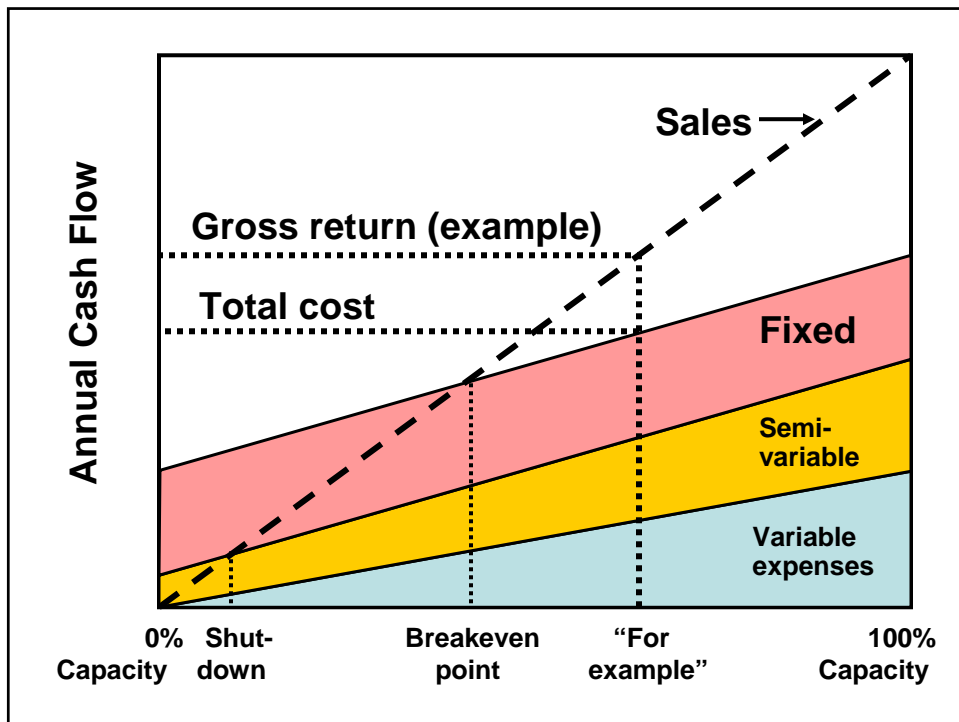 Sales
Gross return (example)
Total cost
Annual Cash Flow
Fixed
Semi-
variable
Variable
expenses
0%
Capacity
Shut-
down
Breakeven
point
“For
example”
100%
Capacity